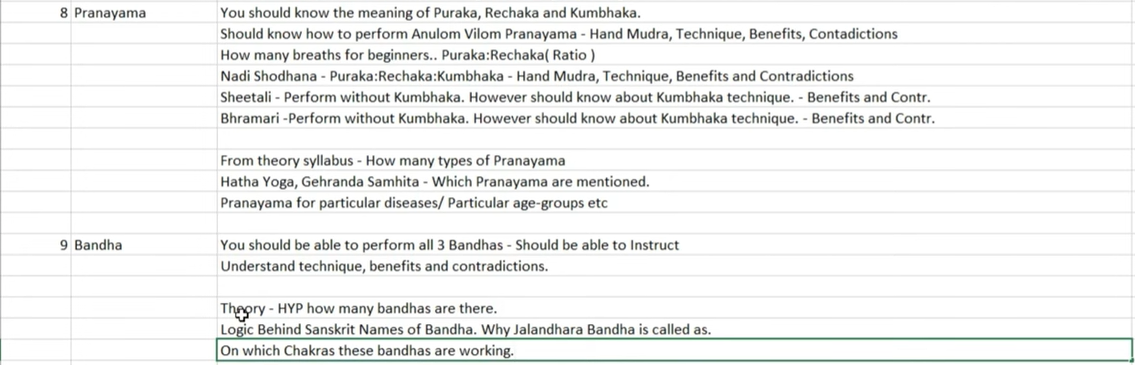 8 Pranayama You should know the meaning of Puraka, Rechaka and Kumbhaka.
Should know how to perform Anulom Vilom Pranayama - Hand Mudra, Technique, Benefits, Contadictions
How many breaths for beginners.. Puraka:Rechaka( Ratio )
Nadi Shodhana - Puraka:Rechaka:Kumbhaka - Hand Mudra, Technique, Benefits and Contradictions
Sheetali - Perform without Kumbhaka. However should know about Kumbhaka technique. - Benefits and Contr.
Bhramari -Perform without Kumbhaka. However should know about Kumbhaka technique. - Benefits and Contr.
From theory syllabus - How many types of Pranayama
Hatha Yoga, Gehranda Samhita - Which Pranayama are mentioned.
Pranayama for particular diseases/ Particular age-groups etc
9 Bandha You should be able to perform all 3 Bandhas - Should be able to Instruct
Understand technique, benefits and contradictions.
Theory - HYP how many bandhas are there.
Logic Behind Sanskrit Names of Bandha. Why Jalandhara Bandha is called as.
On which Chakras these bandhas are working.